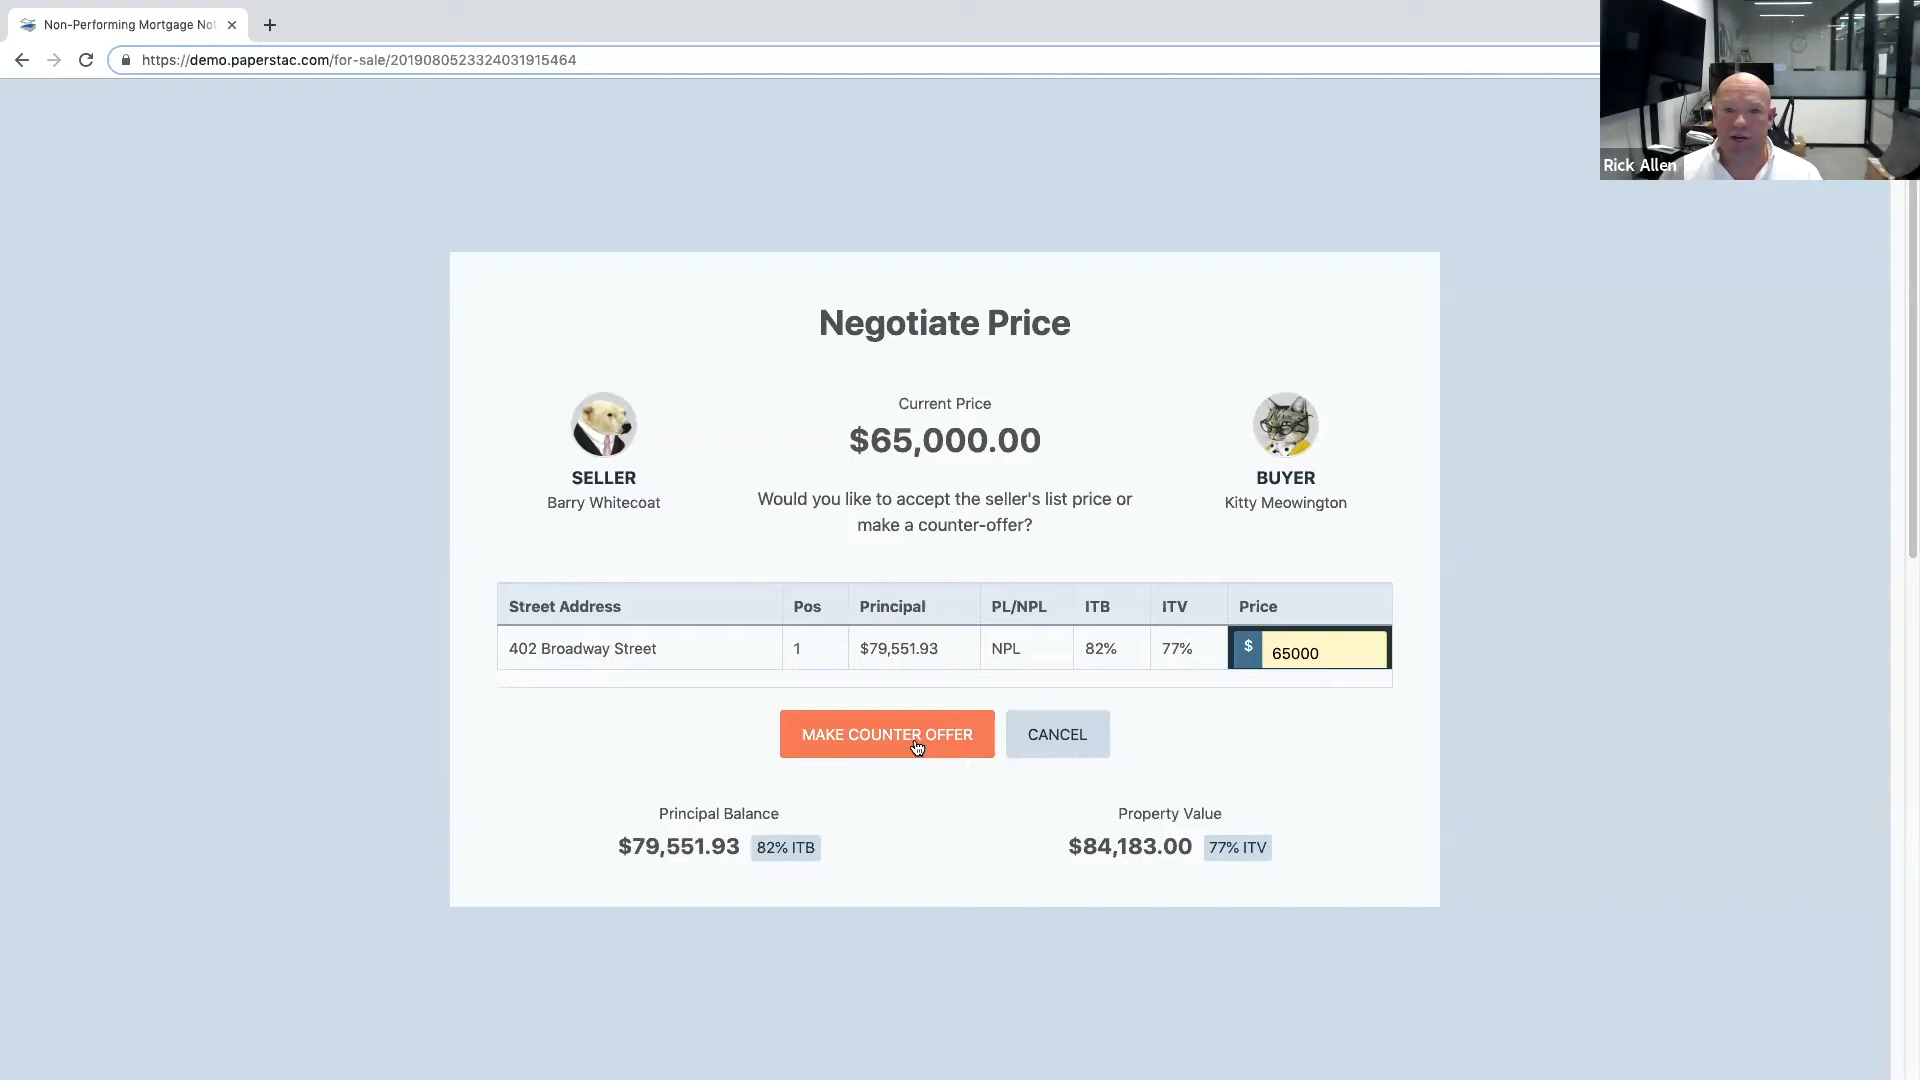 Non-Performing Mortgage Not
https://demo.paperstac.com/for-sale/2019080523324031915464
Rick Allen
Negotiate Price
Current Price
$65,000.00
SELLER
Barry Whitecoat
BUYER
Kitty Meowington
Would you like to accept the seller's list price or
make a counter-offer?
Street Address Pos Principal PL/NPL ITB ITV Price
402 Broadway Street 1 $79,551.93 NPL 82% 77% $ 65000
MAKE COUNTER OFFER CANCEL
Principal Balance
$79,551.93 82% ITB
Property Value
$84,183.00 77% ITV